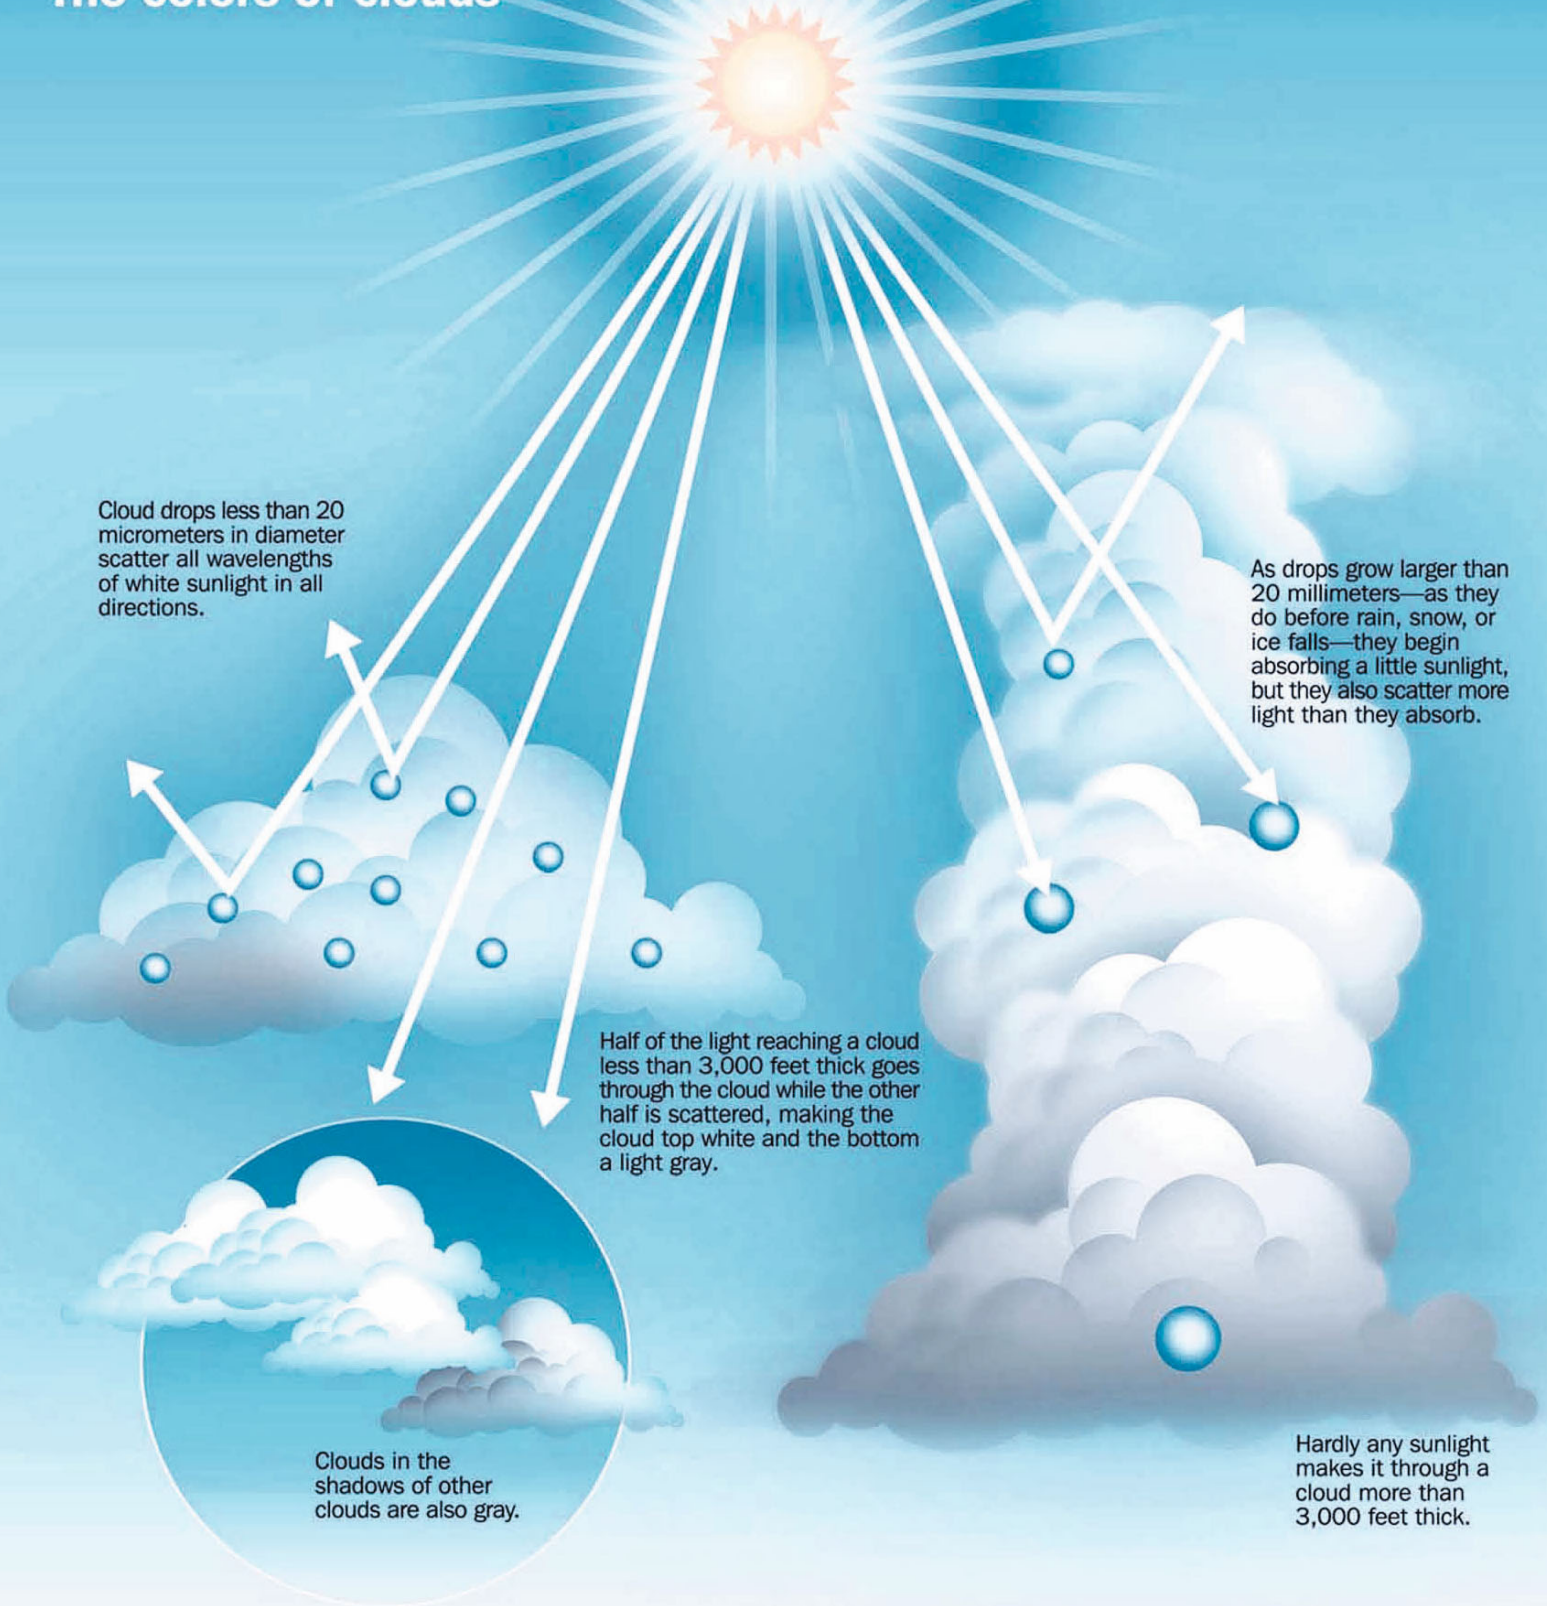 The colors of clouds
Cloud drops less than 20
micrometers in diameter
scatter all wavelengths
of white sunlight in all
directions.
As drops grow larger than
20 millimeters—as they
do before rain, snow, or
ice falls—they begin
absorbing a little sunlight,
but they also scatter more
light than they absorb.
Half of the light reaching a cloud
less than 3,000 feet thick goes
through the cloud while the other
half is scattered, making the
cloud top white and the bottom
a light gray.
Clouds in the
shadows of other
clouds are also gray.
Hardly any sunlight
makes it through a
cloud more than
3,000 feet thick.